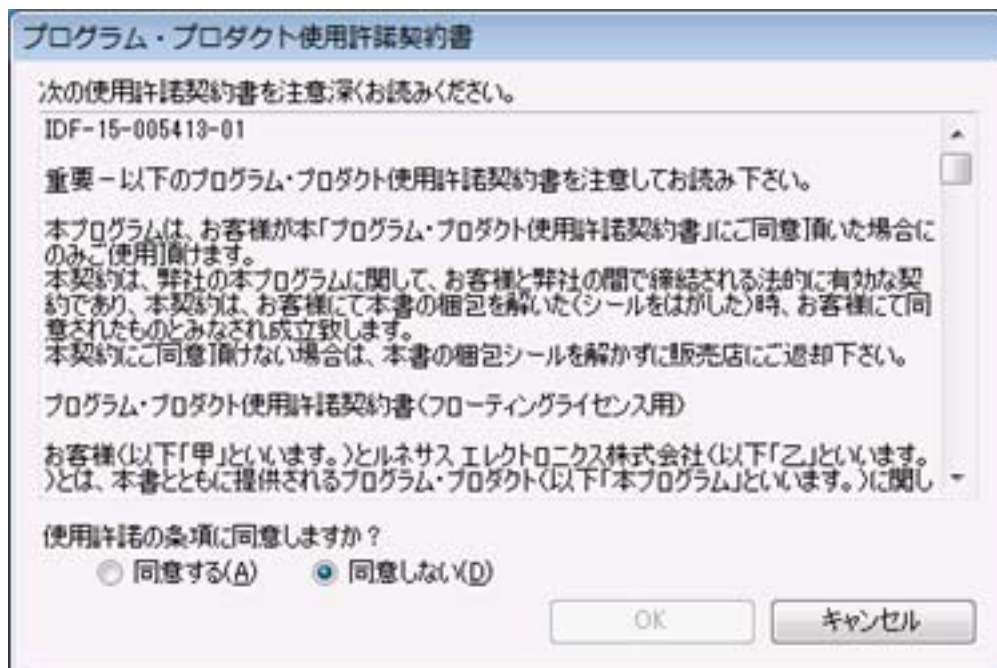 プログラム・プロダクト使用許諾契約書
次の使用許諾契約書を注意深くお読みください。
IDF-15-005413-01
重要－以下のプログラム・プロダクト使用許諾契約書を注意してお読み下さい。
本プログラムは、お客様が本「プログラム・プロダクト使用許諾契約書」にご同意頂いた場合に
のみご使用頂けます。
本契約は、弊社の本プログラムに関して、お客様と弊社の間で締結される法的に有効な契
約であり、本契約は、お客様にて本書の梱包を解いた(シールをはがした)時、お客様にて同
意されたものとみなされ成立致します。
本契約にご同意頂けない場合は、本書の梱包シールを解かずに販売店にご返却下さい。
プログラム・プロダクト使用許諾契約書(フローティングライセンス用)
お客様(以下「甲」といいます。)とルネサス エレクトロニクス株式会社(以下「乙」といいます。
)とは、本書とともに提供されるプログラム・プロダクト(以下「本プログラム」といいます。)に関し
使用許諾の条項に同意しますか？
同意する(A) 同意しない(D)
OK キャンセル